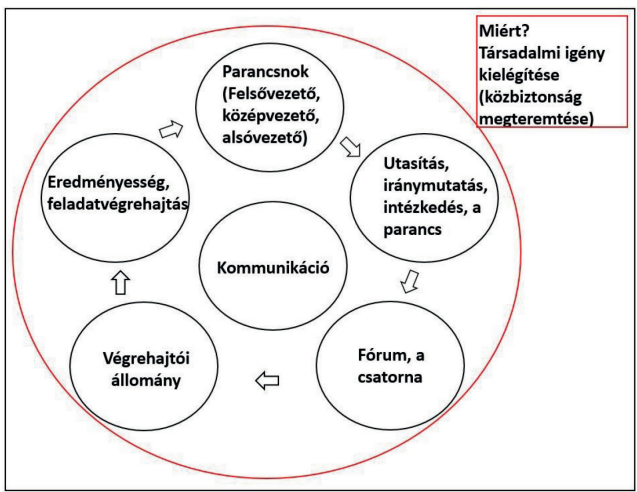 Miért?
Társadalmi igény
kielégítése
(közbiztonság
megteremtése)
Parancsnok
(Felsővezető,
középvezető,
alsóvezető)
Utasítás,
iránymutatás,
intézkedés, a
parancs
Eredményesség,
feladatvégrehajtás
Kommunikáció
Fórum, a
csatorna
Végrehajtói
állomány